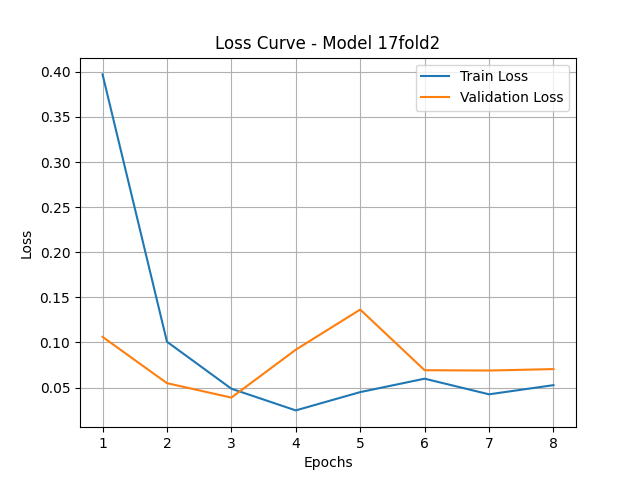 Loss Curve - Model 17fold2
Train Loss
Validation Loss
0.40
0.35
0.30
0.25
0.20
0.15
0.10
0.05
Loss
1 2 3 4 5 6 7 8
Epochs